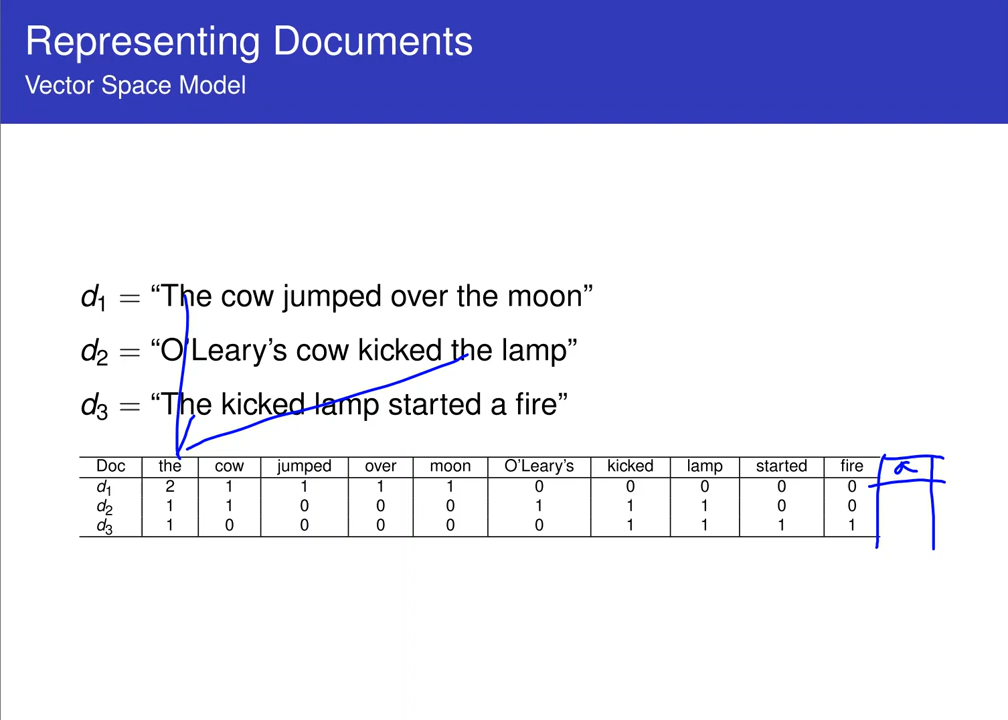 Representing Documents
Vector Space Model
d1 = “The cow jumped over the moon”
d2 = “O’Leary’s cow kicked the lamp”
d3 = “The kicked lamp started a fire”
Doc the cow jumped over moon O’Leary’s kicked lamp started fire a
d1 2 1 1 1 1 0 0 0 0 0
d2 1 1 0 0 0 1 1 1 0 0
d3 1 0 0 0 0 0 1 1 1 1